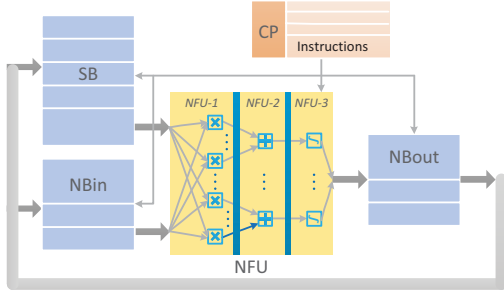 CP
Instructions
SB
NFU-1
NFU-2
NFU-3
NBin
NBout
NFU